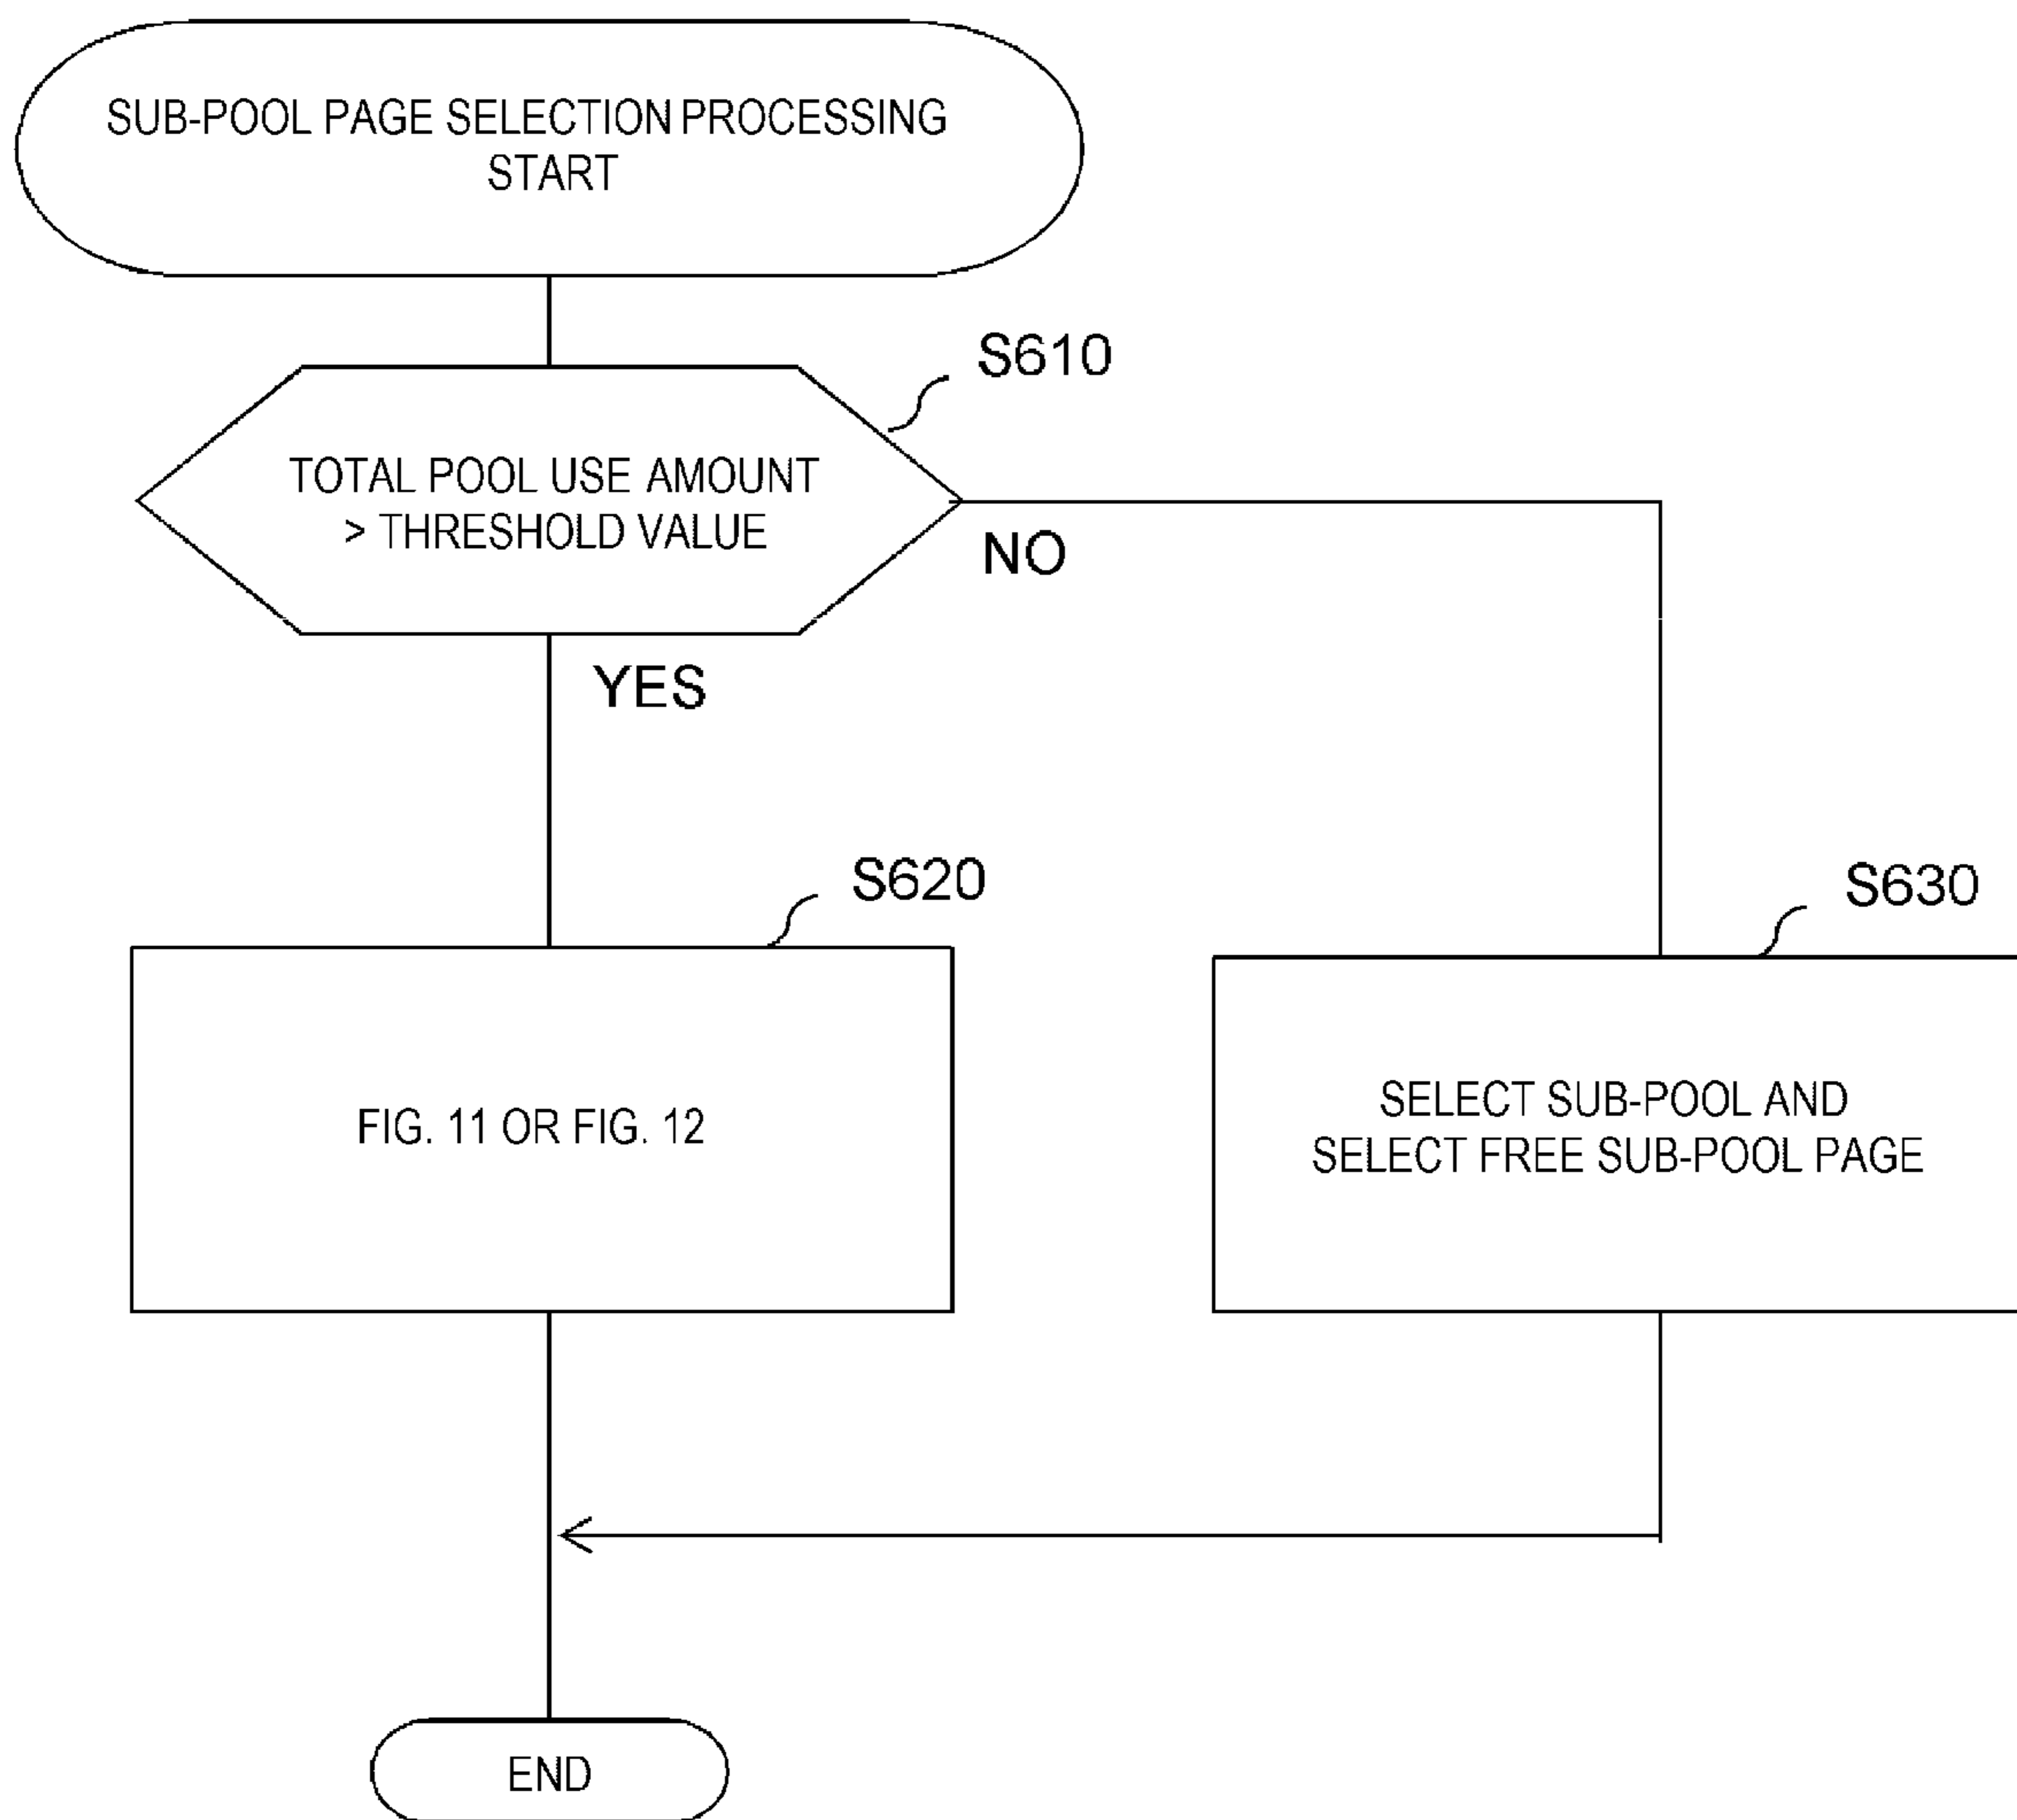 SUB-POOL PAGE SELECTION PROCESSING
START
S610
TOTAL POOL USE AMOUNT
> THRESHOLD VALUE
NO
YES
S620
S630
FIG. 11 OR FIG. 12
SELECT SUB-POOL AND
SELECT FREE SUB-POOL PAGE
END